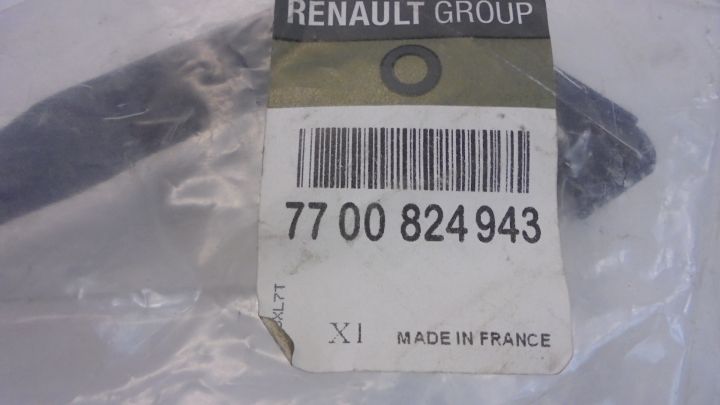 RENAULT GROUP
77 00 824 943
X1 MADE IN FRANCE